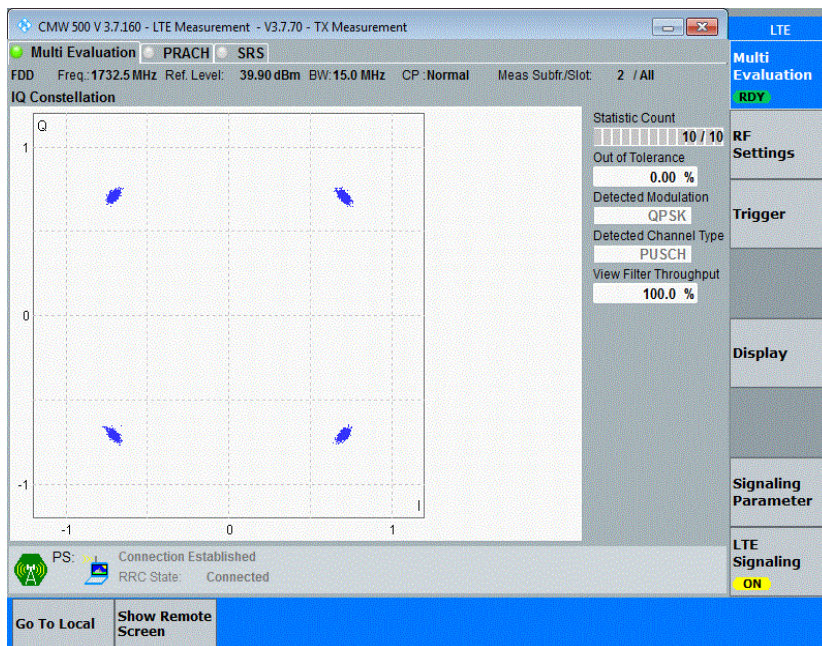 CMW 500 V 3.7.160 - LTE Measurement - V3.7.70 - TX Measurement
LTE
Multi Evaluation PRACH SRS
Multi
Evaluation
RDY
FDD Freq.: 1732.5 MHz Ref. Level: 39.90 dBm BW: 15.0 MHz CP : Normal Meas Subfr./Slot: 2 / All
IQ Constellation
Q
1
0
-1
I
-1
0
1
Statistic Count
10 / 10
Out of Tolerance
0.00 %
Detected Modulation
QPSK
Detected Channel Type
PUSCH
View Filter Throughput
100.0 %
RF
Settings
Trigger
Display
Signaling
Parameter
LTE
Signaling
ON
PS: Connection Established
RRC State: Connected
Go To Local
Show Remote
Screen